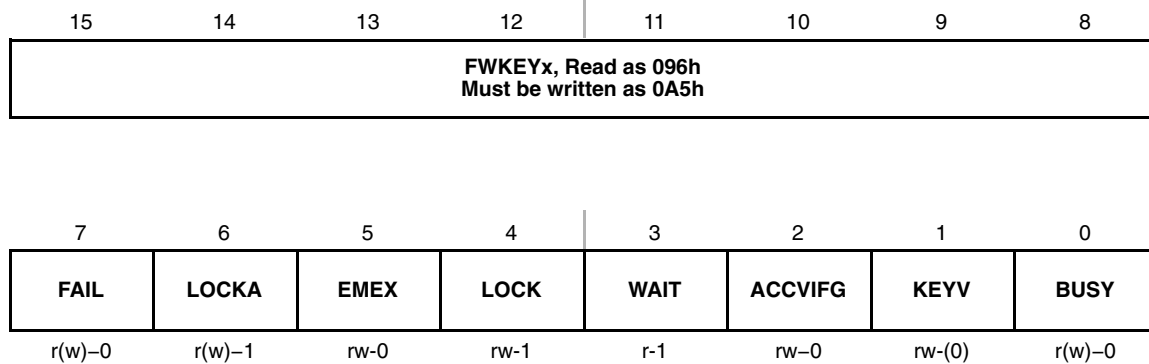 15 14 13 12 11 10 9 8
FWKEYx, Read as 096h
Must be written as 0A5h
7 6 5 4 3 2 1 0
FAIL LOCKA EMEX LOCK WAIT ACCVIFG KEYV BUSY
r(w)−0 r(w)−1 rw-0 rw-1 r-1 rw−0 rw-(0) r(w)−0